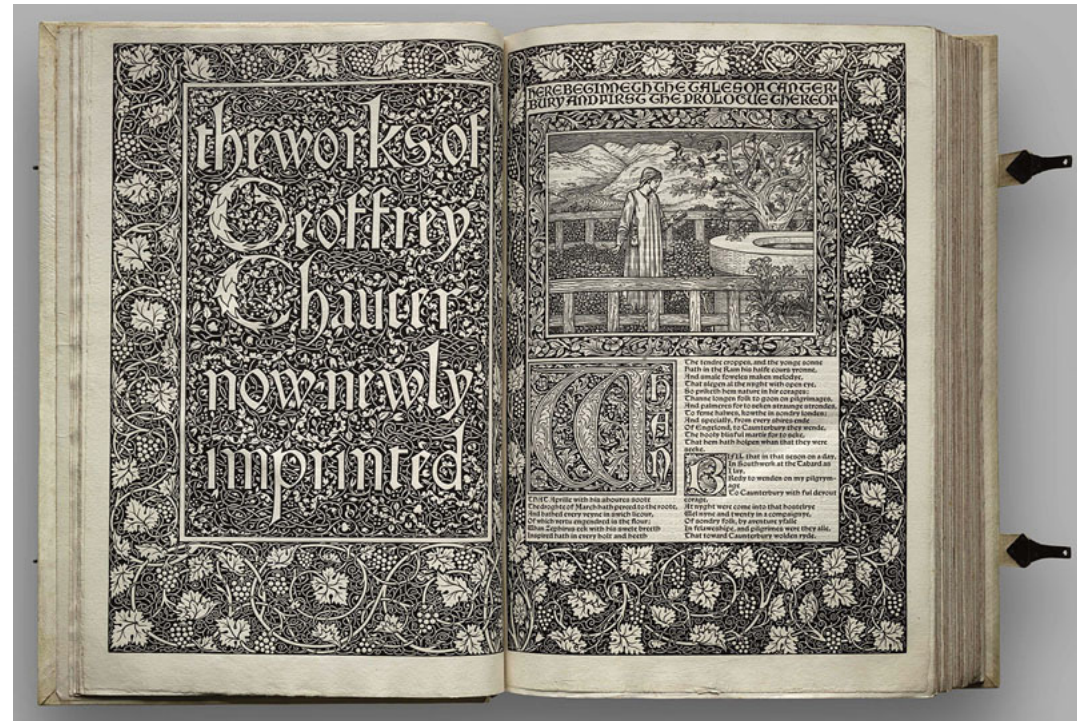 the works of
Geoffrey
Chaucer
now newly
imprinted
HERE BEGINNETH THE TALES OF CANTER
BURY AND FIRST THE PROLOGUE THEREOF
WHAN
THAT Aprille with his shoures soote
The droghte of March hath perced to the roote,
And bathed every veyne in swich licour,
Of which vertu engendred is the flour;
Whan Zephirus eek with his swete breeth
Inspired hath in every holt and heeth
The tendre croppes, and the yonge sonne
Hath in the Ram his halfe cours yronne,
And smale foweles maken melodye,
That slepen al the nyght with open eye,
So priketh hem nature in hir corages;
Thanne longen folk to goon on pilgrimages,
And palmeres for to seken straunge strondes,
To ferne halwes, kowthe in sondry londes;
And specially, from every shires ende
Of Engelond, to Caunterbury they wende,
The hooly blisful martir for to seke,
That hem hath holpen whan that they were
seeke.
BIFIL that in that seson on a day,
In Southwerk at the Tabard as
I lay,
Redy to wenden on my pilgrym-
age
To Caunterbury with ful devout
corage,
At nyght were come into that hostelrye
Wel nyne and twenty in a compaignye,
Of sondry folk, by aventure yfalle
In felaweshipe, and pilgrimes were they alle,
That toward Caunterbury wolden ryde.